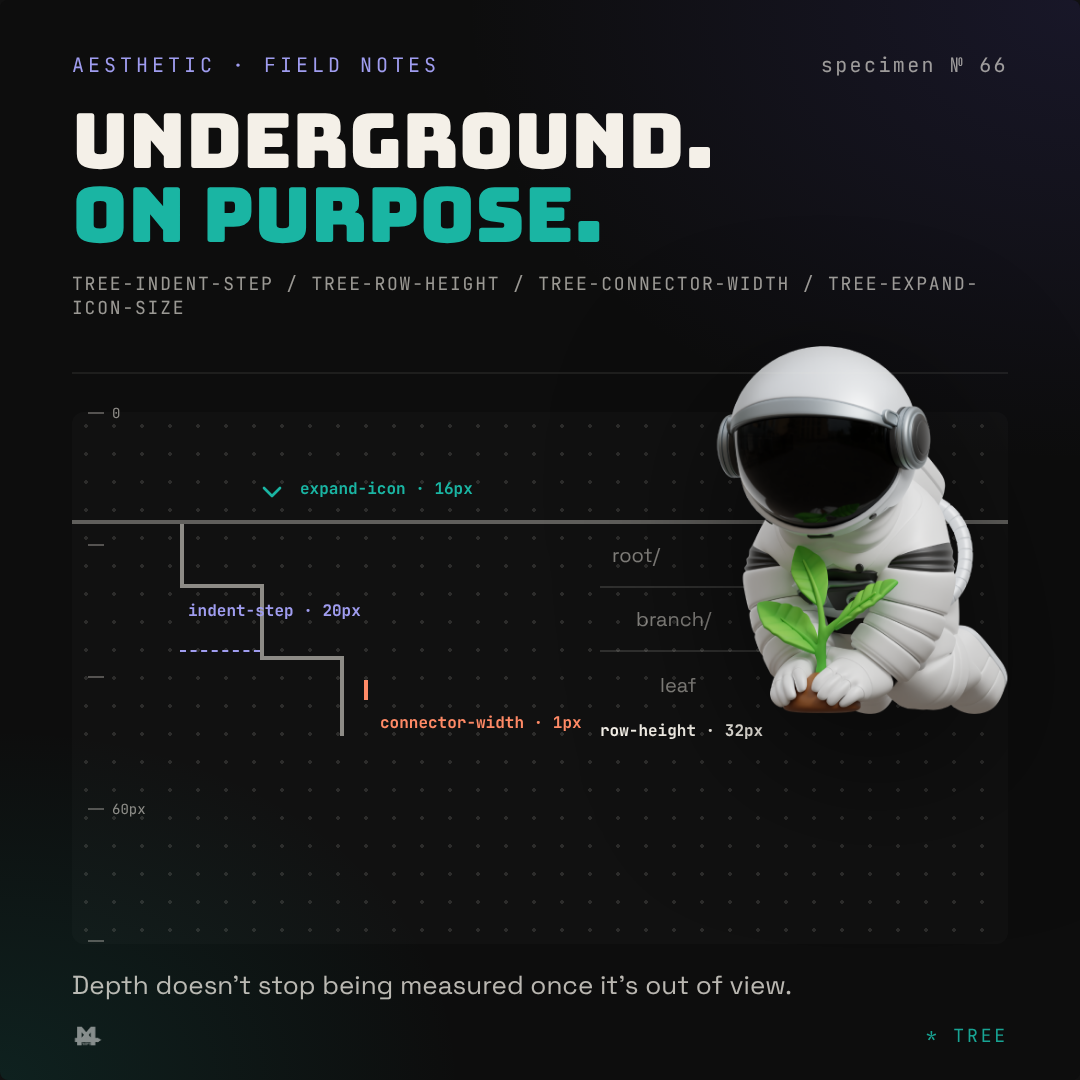 AESTHETIC · FIELD NOTES
specimen № 66
UNDERGROUND.
ON PURPOSE.
TREE-INDENT-STEP / TREE-ROW-HEIGHT / TREE-CONNECTOR-WIDTH / TREE-EXPAND-
ICON-SIZE
0
expand-icon · 16px
root/
indent-step · 20px
branch/
leaf
connector-width · 1px
row-height · 32px
60px
Depth doesn’t stop being measured once it’s out of view.
* TREE